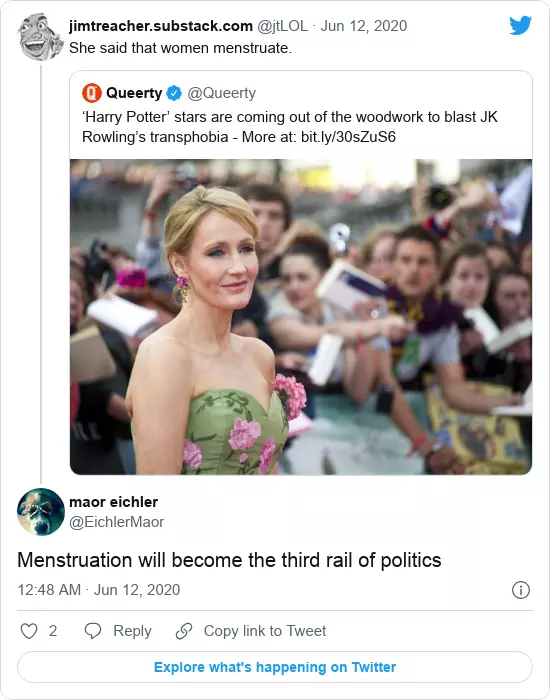 jimtreacher.substack.com @jtLOL · Jun 12, 2020
She said that women menstruate.
Queerty @Queerty
‘Harry Potter’ stars are coming out of the woodwork to blast JK
Rowling’s transphobia - More at: bit.ly/30sZuS6
maor eichler
@EichlerMaor
Menstruation will become the third rail of politics
12:48 AM · Jun 12, 2020
2 Reply Copy link to Tweet
Explore what's happening on Twitter